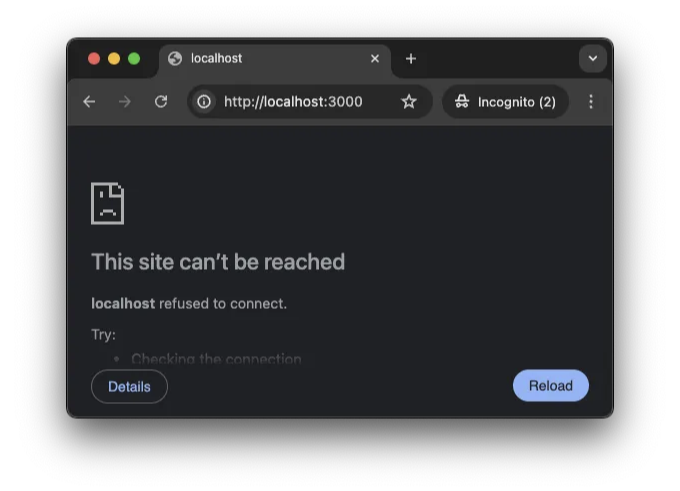 localhost
http://localhost:3000
Incognito (2)
This site can't be reached
localhost refused to connect.
Try:
• Checking the connection
Details
Reload